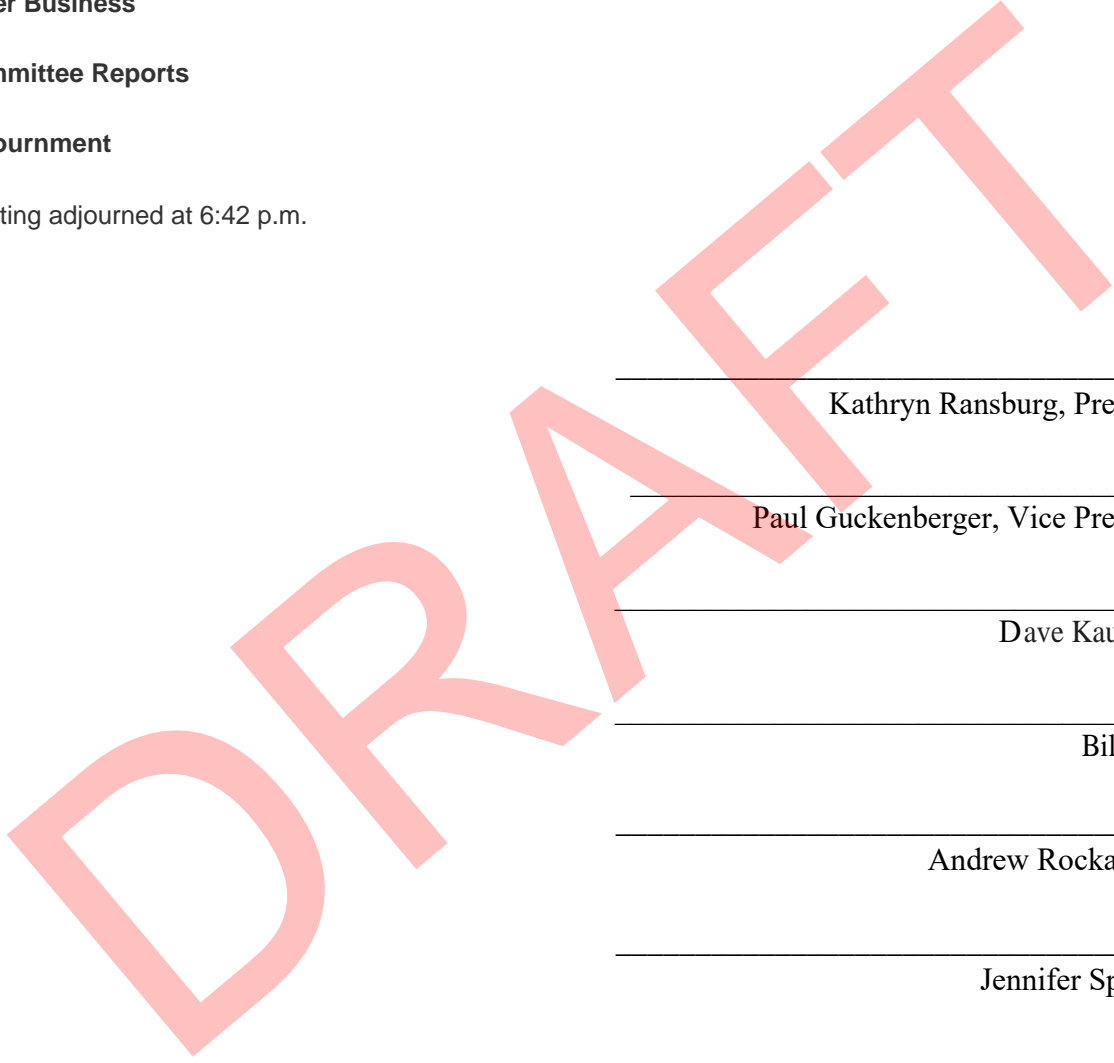 er Business
mmittee Reports
ournment
ting adjourned at 6:42 p.m.
Kathryn Ransburg, Pre
Paul Guckenberger, Vice Pre
Dave Kau
Bil
Andrew Rocka
Jennifer Sp
DRAFT